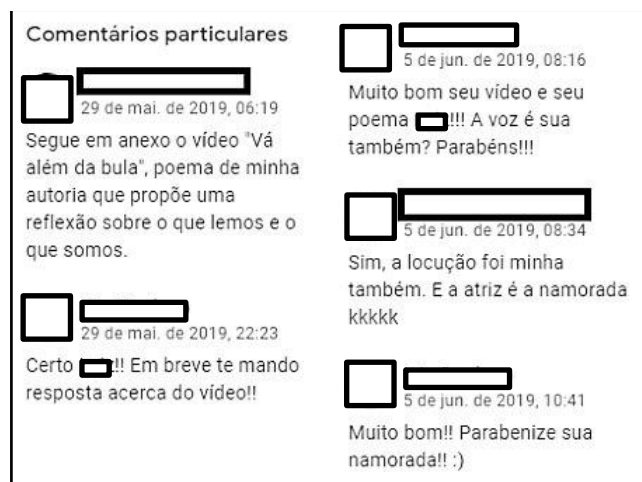 Comentários particulares
29 de mai. de 2019, 06:19
Segue em anexo o vídeo "Vá
além da bula", poema de minha
autoria que propõe uma
reflexão sobre o que lemos e o
que somos.
29 de mai. de 2019, 22:23
Certo !! Em breve te mando
resposta acerca do vídeo!!
5 de jun. de 2019, 08:16
Muito bom seu vídeo e seu
poema !!! A voz é sua
também? Parabéns!!!
5 de jun. de 2019, 08:34
Sim, a locução foi minha
também. E a atriz é a namorada
kkkkk
5 de jun. de 2019, 10:41
Muito bom!! Parabenize sua
namorada!! :)